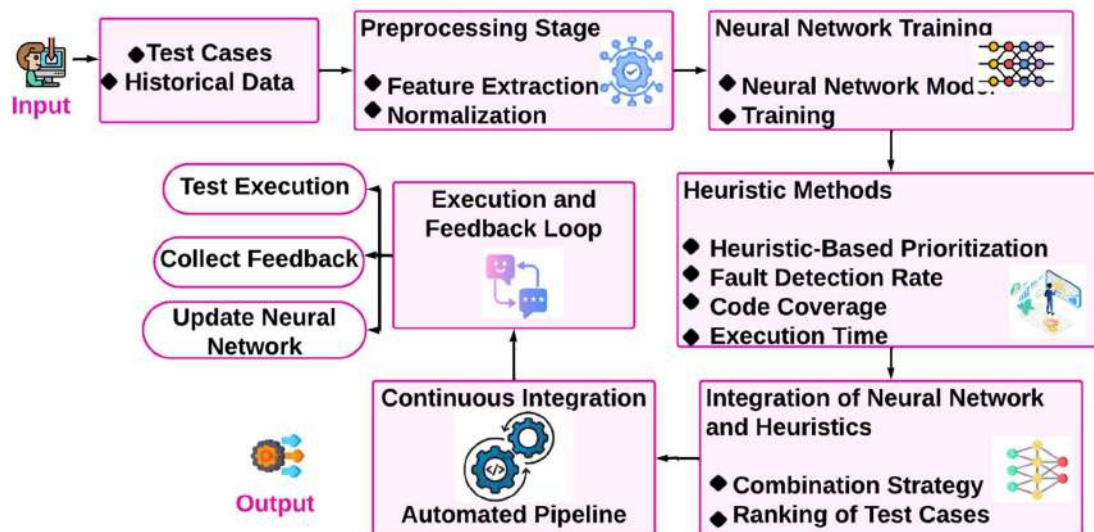 Input
Test Cases
Historical Data
Preprocessing Stage
Feature Extraction
Normalization
Neural Network Training
Neural Network Model
Training
Heuristic Methods
Heuristic-Based Prioritization
Fault Detection Rate
Code Coverage
Execution Time
Integration of Neural Network
and Heuristics
Combination Strategy
Ranking of Test Cases
Continuous Integration
</>
Automated Pipeline
Execution and
Feedback Loop
Test Execution
Collect Feedback
Update Neural
Network
Output